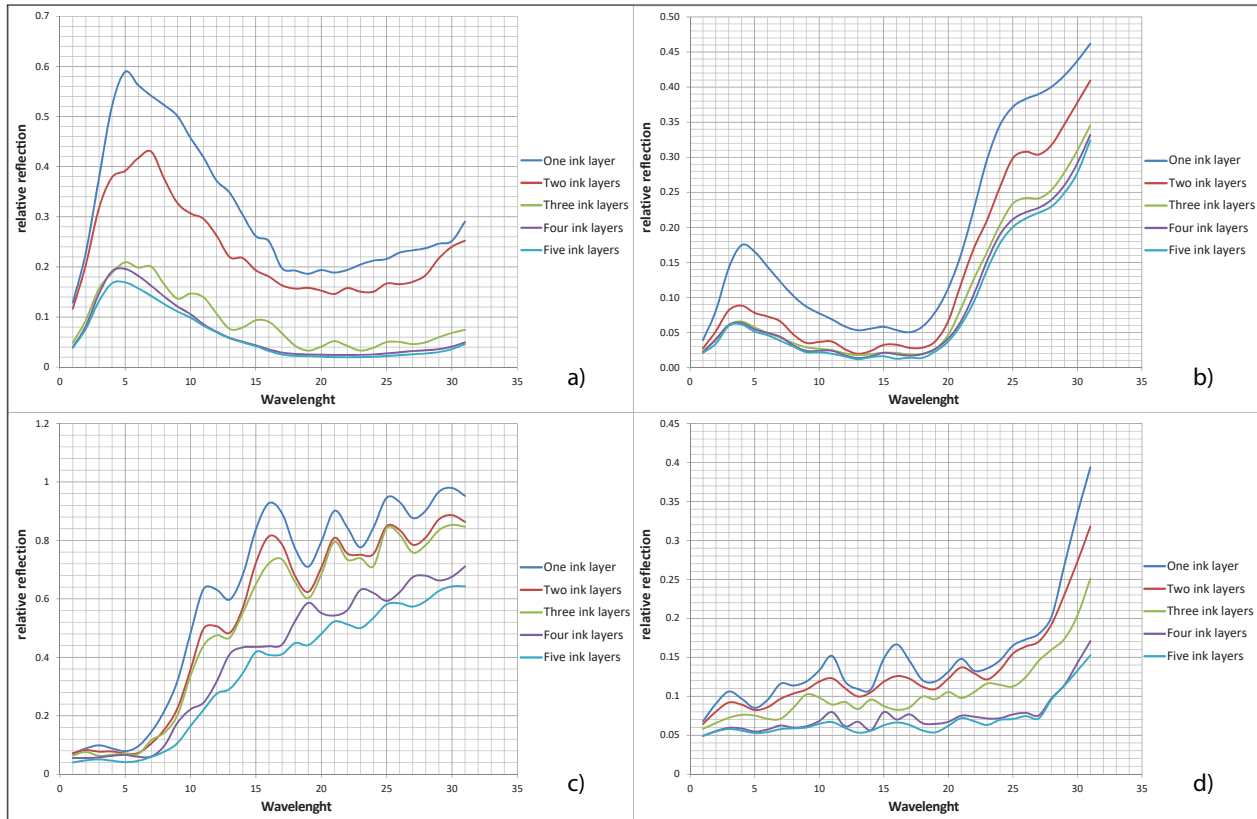 0.7
0.6
0.5
0.4
0.3
0.2
0.1
0
0 5 10 15 20 25 30 35
relative reflection
Wavelenght
One ink layer
Two ink layers
Three ink layers
Four ink layers
Five ink layers
a)
0.50
0.45
0.40
0.35
0.30
0.25
0.20
0.15
0.10
0.05
0.00
0 5 10 15 20 25 30 35
relative reflection
Wavelenght
One ink layer
Two ink layers
Three ink layers
Four ink layers
Five ink layers
b)
1.2
1
0.8
0.6
0.4
0.2
0
0 5 10 15 20 25 30 35
relative reflection
Wavelenght
One ink layer
Two ink layers
Three ink layers
Four ink layers
Five ink layers
c)
0.45
0.4
0.35
0.3
0.25
0.2
0.15
0.1
0.05
0
0 5 10 15 20 25 30 35
relative reflection
Wavelenght
One ink layer
Two ink layers
Three ink layers
Four ink layers
Five ink layers
d)